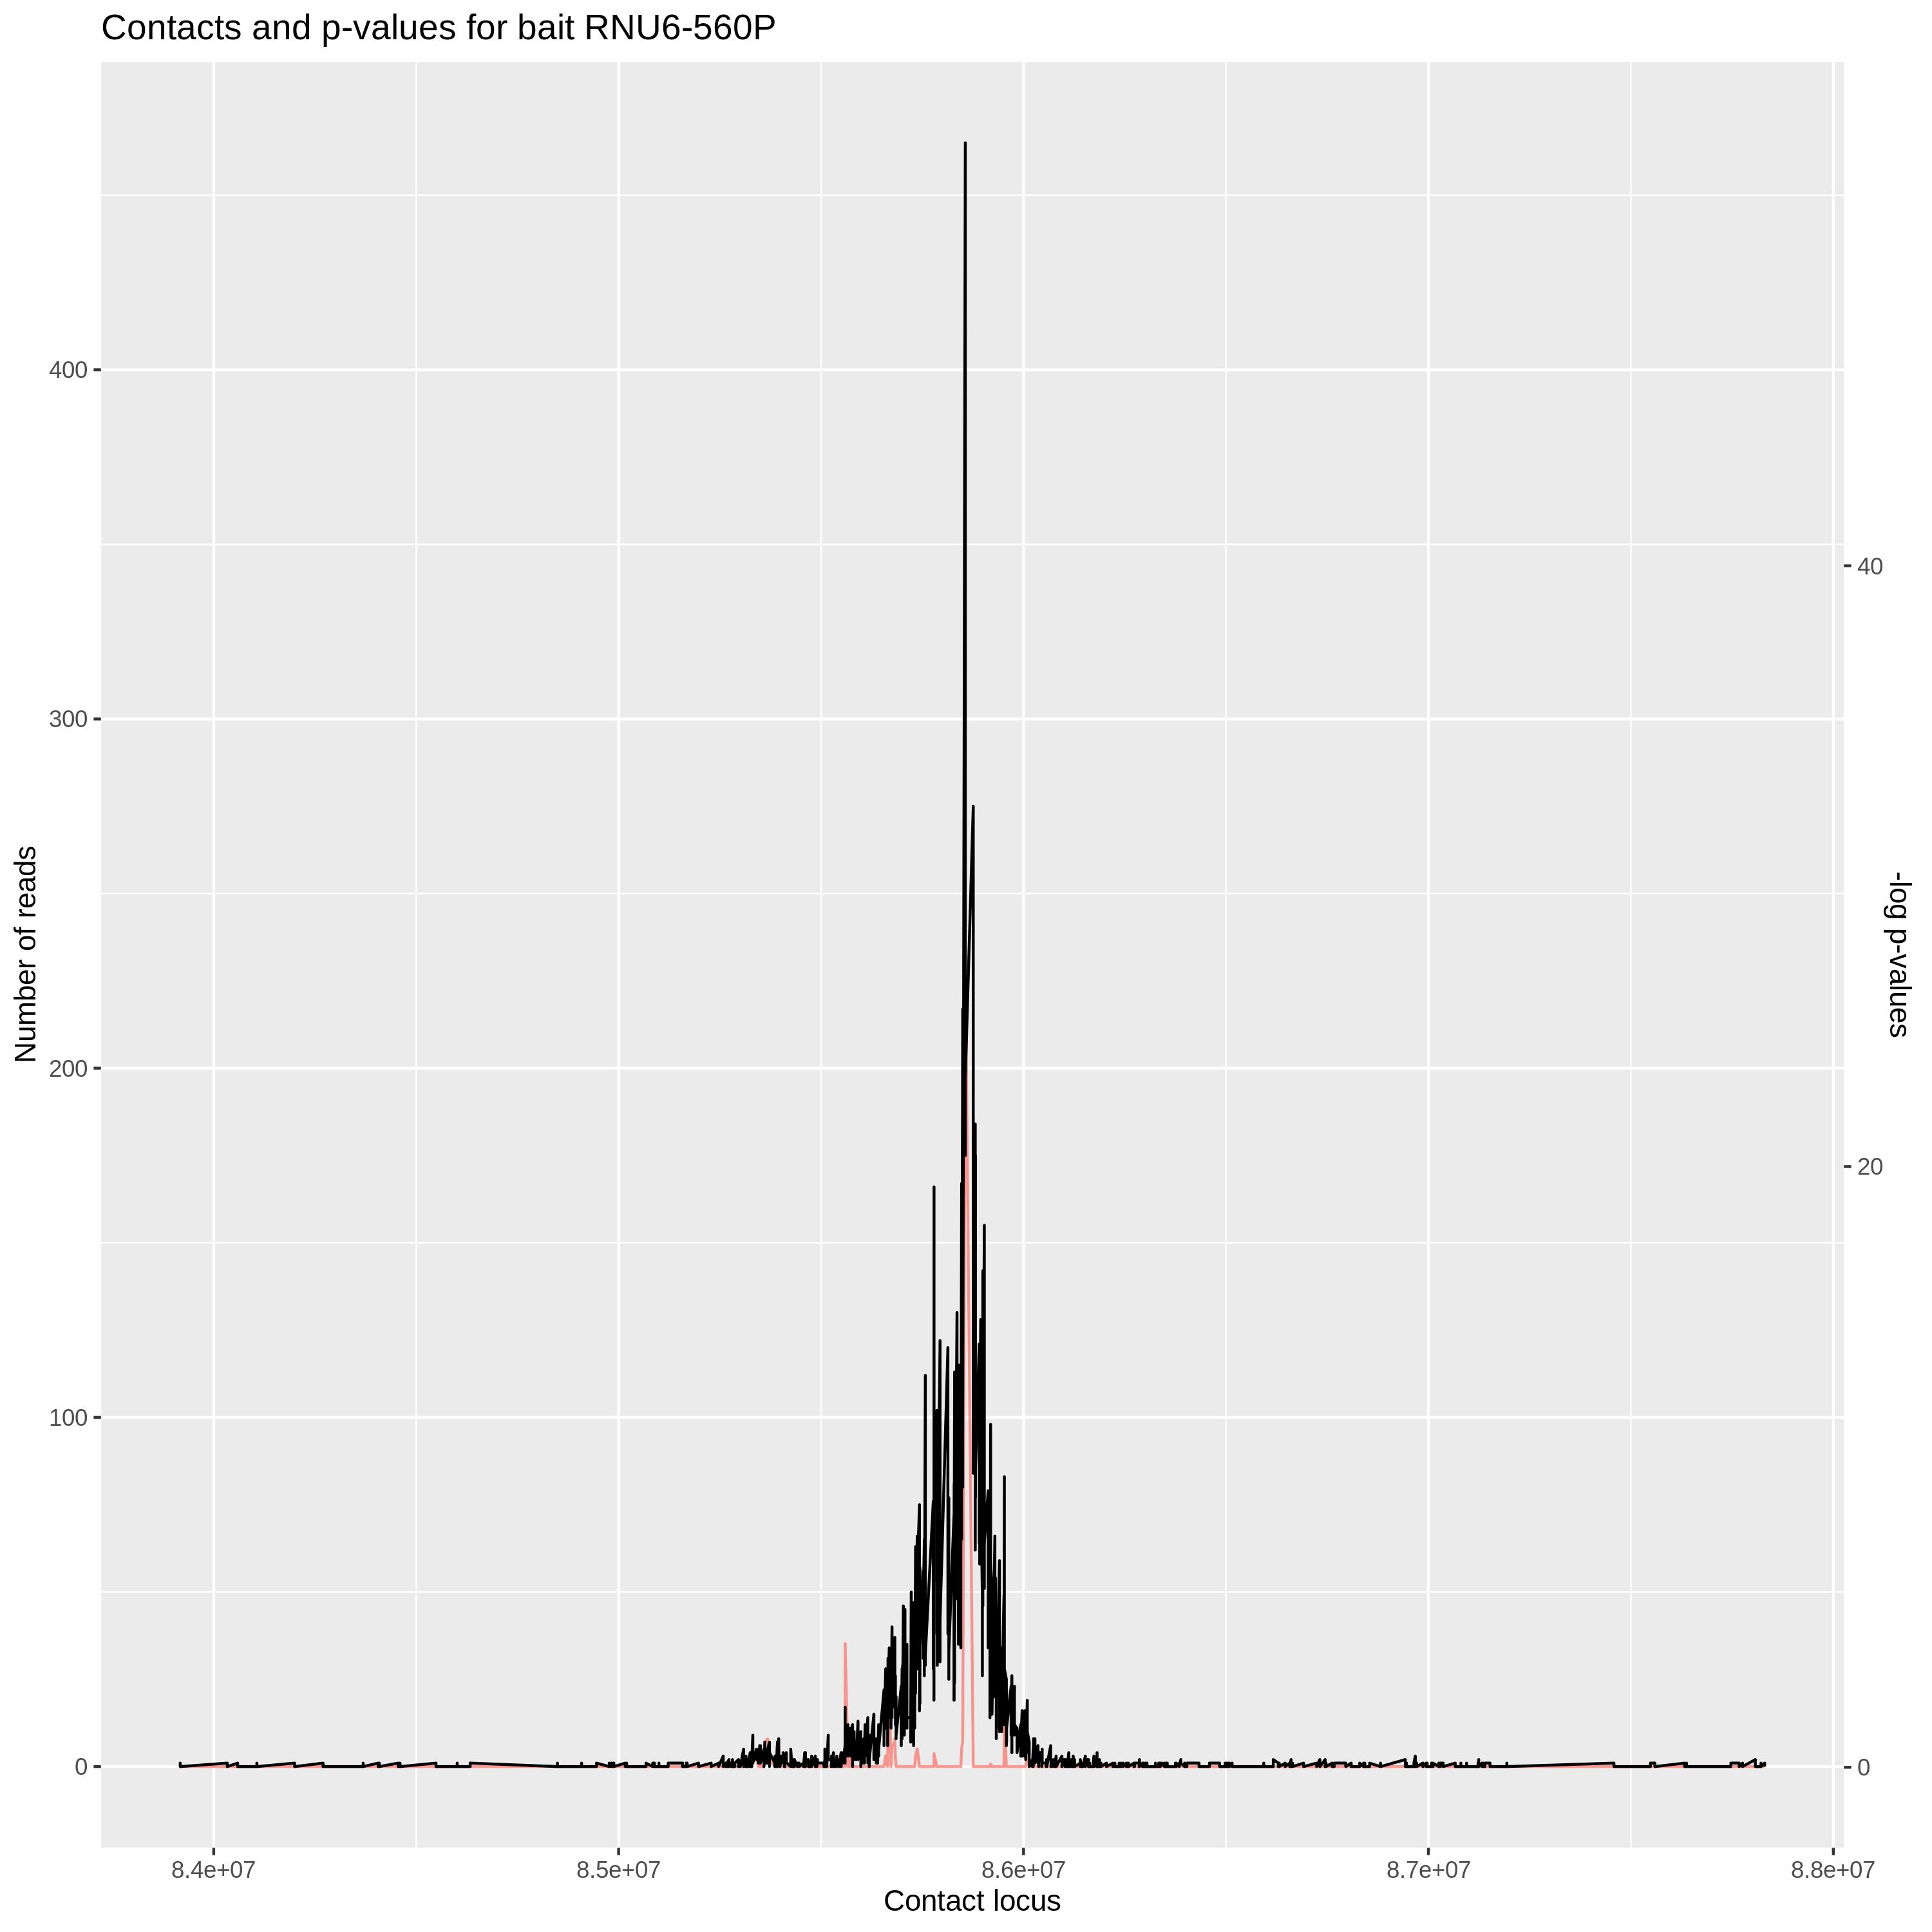 Contacts and p-values for bait RNU6-560P
Number of reads
400
300
200
100
0
40
20
0
-log p-values
8.4e+07
8.5e+07
8.6e+07
8.7e+07
8.8e+07
Contact locus